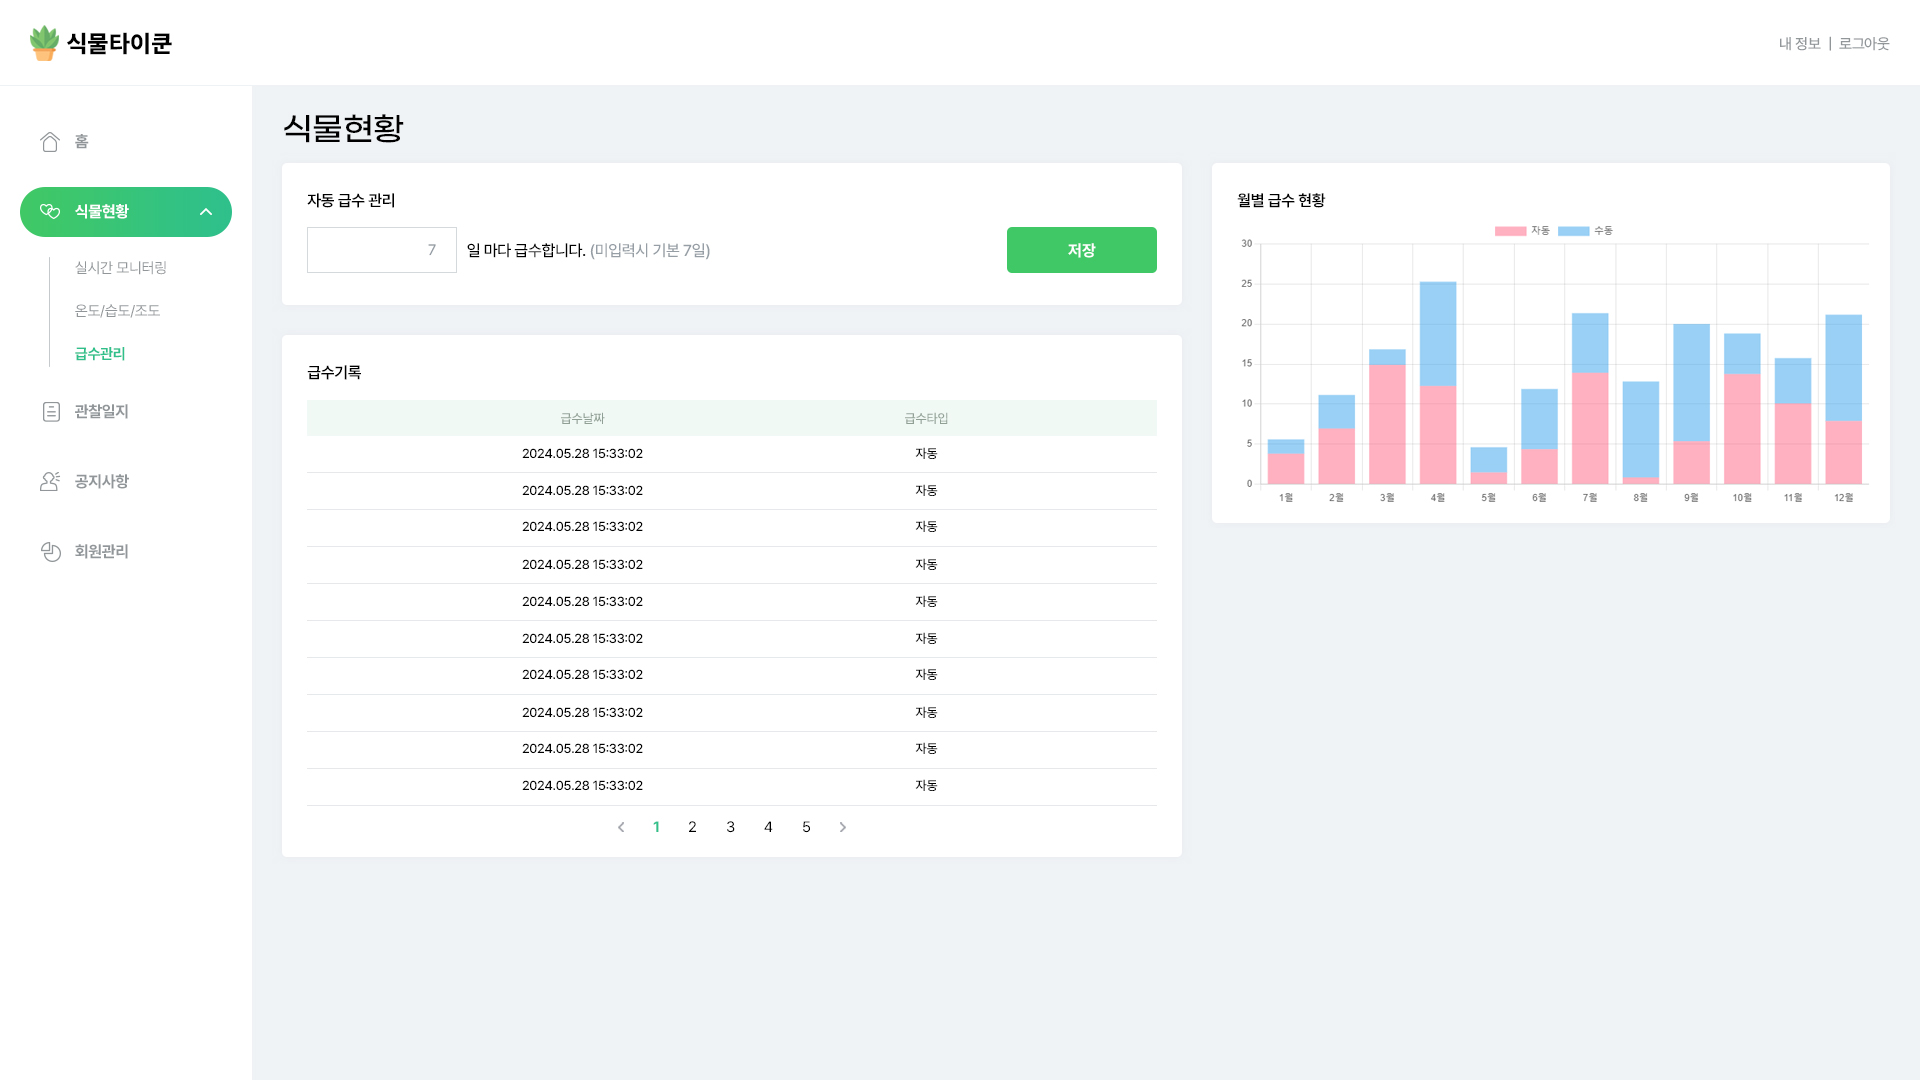 식물타이쿤
내 정보 | 로그아웃
홈
식물현황
실시간 모니터링
온도/습도/조도
급수관리
관찰일지
공지사항
회원관리
식물현황
자동 급수 관리
7 일 마다 급수합니다. (미입력시 기본 7일)
저장
급수기록
급수날짜 급수타입
2024.05.28 15:33:02 자동
2024.05.28 15:33:02 자동
2024.05.28 15:33:02 자동
2024.05.28 15:33:02 자동
2024.05.28 15:33:02 자동
2024.05.28 15:33:02 자동
2024.05.28 15:33:02 자동
2024.05.28 15:33:02 자동
2024.05.28 15:33:02 자동
2024.05.28 15:33:02 자동
1 2 3 4 5
월별 급수 현황
자동 수동
30
25
20
15
10
5
0
1월 2월 3월 4월 5월 6월 7월 8월 9월 10월 11월 12월